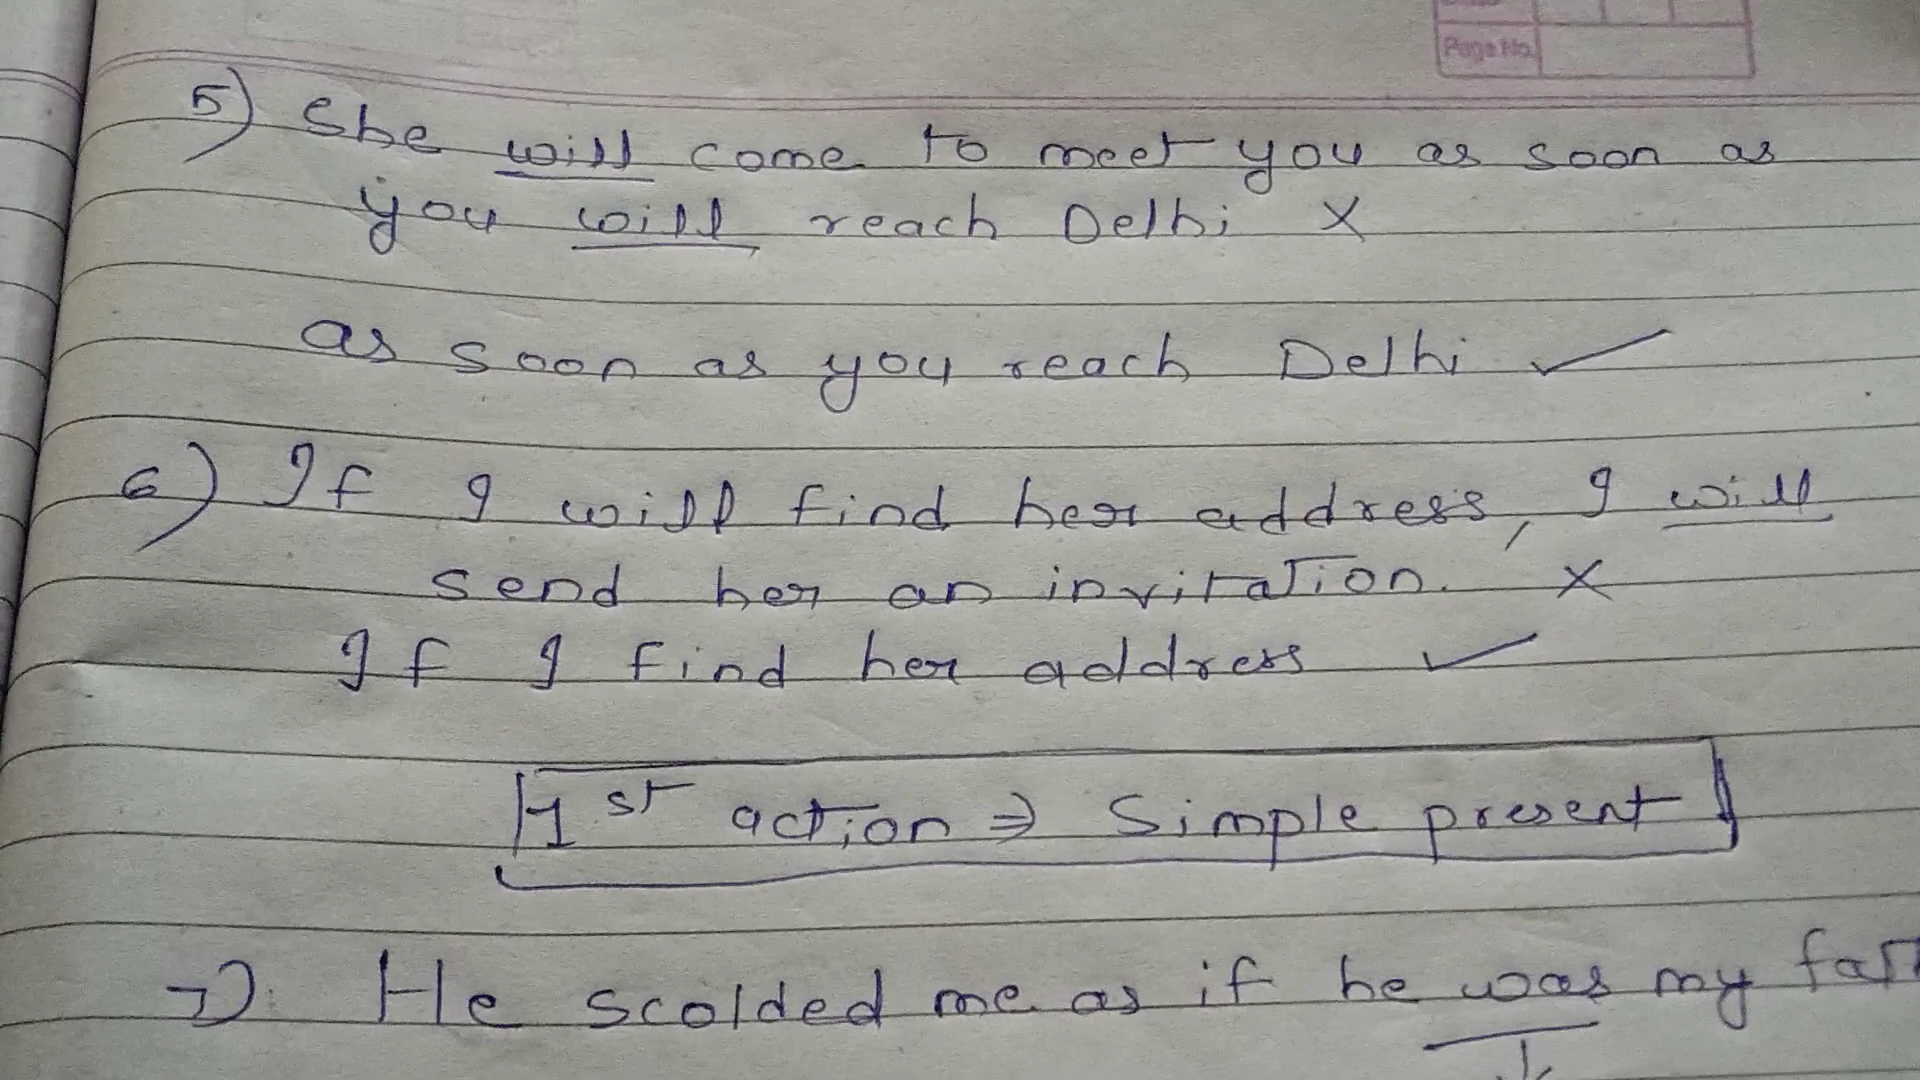 Page No.
5) She will come to meet you as soon as
you will reach Delhi ×
as soon as you reach Delhi ✓
6) If I will find her address, I will
send her an invitation. ×
If I find her address ✓
1st action ⇒ Simple present
7) He scolded me as if he was my